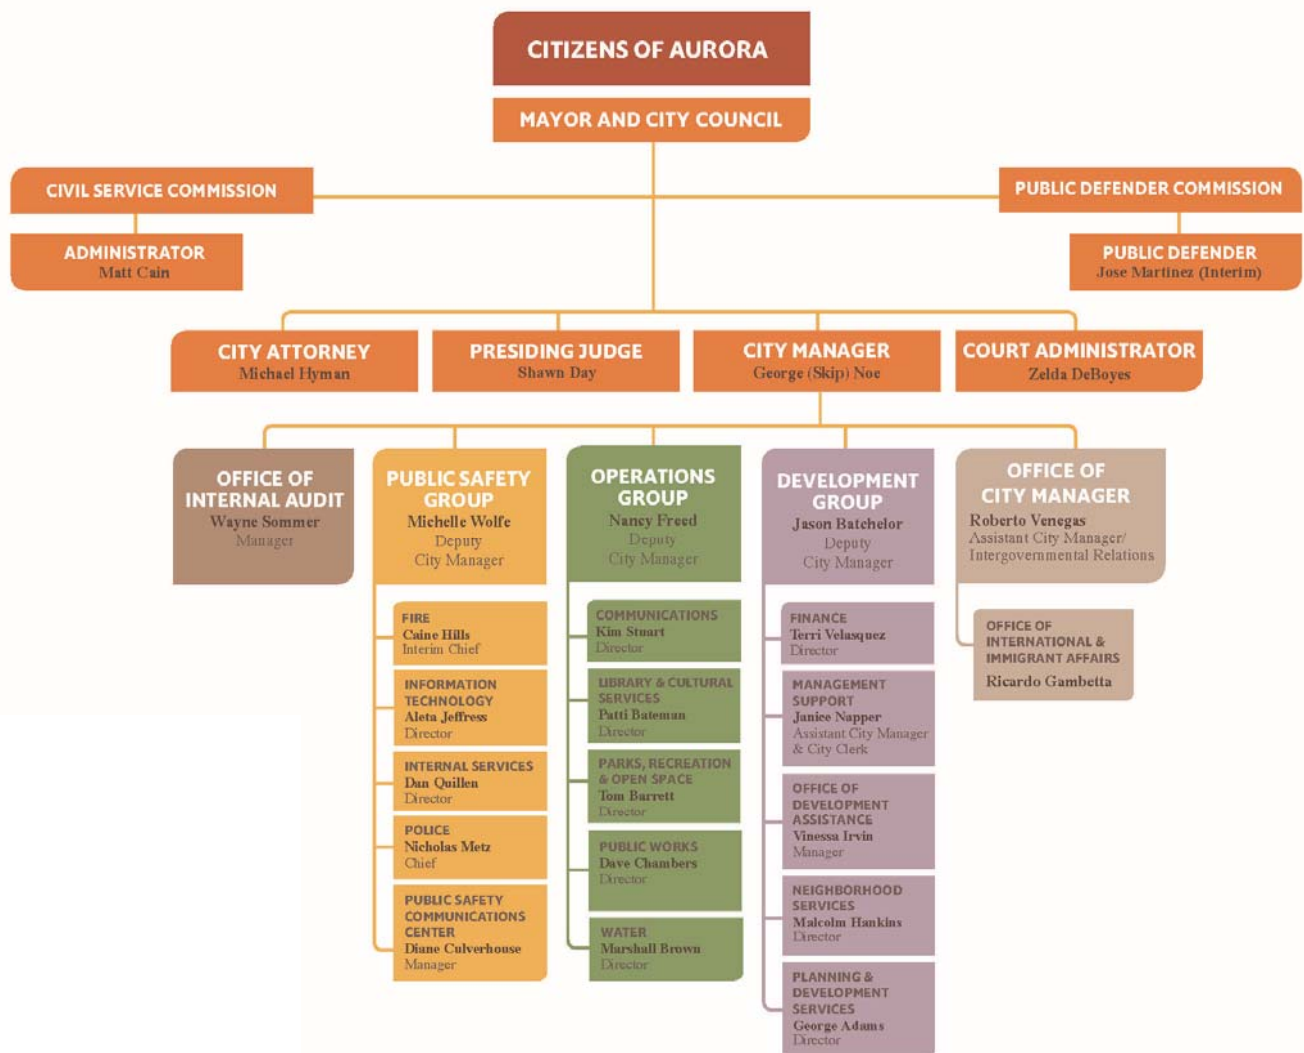 CITIZENS OF AURORA
MAYOR AND CITY COUNCIL
CIVIL SERVICE COMMISSION
ADMINISTRATOR
Matt Cain
PUBLIC DEFENDER COMMISSION
PUBLIC DEFENDER
Jose Martinez (Interim)
CITY ATTORNEY
Michael Hyman
PRESIDING JUDGE
Shawn Day
CITY MANAGER
George (Skip) Noe
COURT ADMINISTRATOR
Zelda DeBoyes
OFFICE OF
INTERNAL AUDIT
Wayne Sommer
Manager
PUBLIC SAFETY
GROUP
Michelle Wolfe
Deputy
City Manager
FIRE
Caine Hills
Interim Chief
INFORMATION
TECHNOLOGY
Aleta Jeffress
Director
INTERNAL SERVICES
Dan Quillen
Director
POLICE
Nicholas Metz
Chief
PUBLIC SAFETY
COMMUNICATIONS
CENTER
Diane Culverhouse
Manager
OPERATIONS
GROUP
Nancy Freed
Deputy
City Manager
COMMUNICATIONS
Kim Stuart
Director
LIBRARY & CULTURAL
SERVICES
Patti Bateman
Director
PARKS, RECREATION
& OPEN SPACE
Tom Barrett
Director
PUBLIC WORKS
Dave Chambers
Director
WATER
Marshall Brown
Director
DEVELOPMENT
GROUP
Jason Batchelor
Deputy
City Manager
FINANCE
Terri Velasquez
Director
MANAGEMENT
SUPPORT
Janice Napper
Assistant City Manager
& City Clerk
OFFICE OF
DEVELOPMENT
ASSISTANCE
Vinessa Irvin
Manager
NEIGHBORHOOD
SERVICES
Malcolm Hankins
Director
PLANNING &
DEVELOPMENT
SERVICES
George Adams
Director
OFFICE OF
CITY MANAGER
Roberto Venegas
Assistant City Manager/
Intergovernmental Relations
OFFICE OF
INTERNATIONAL &
IMMIGRANT AFFAIRS
Ricardo Gambetta